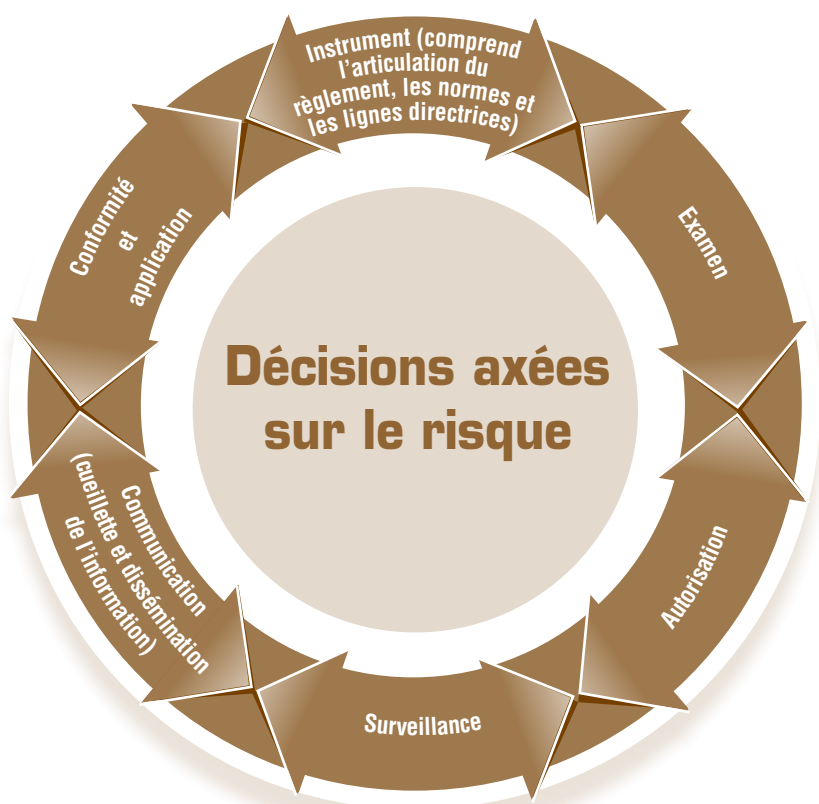 Instrument (comprend
l'articulation du
règlement, les normes et
les lignes directrices)
Examen
Autorisation
Surveillance
Communication
(cueillette et dissémination
de l'information)
Conformité
et
application
Décisions axées
sur le risque